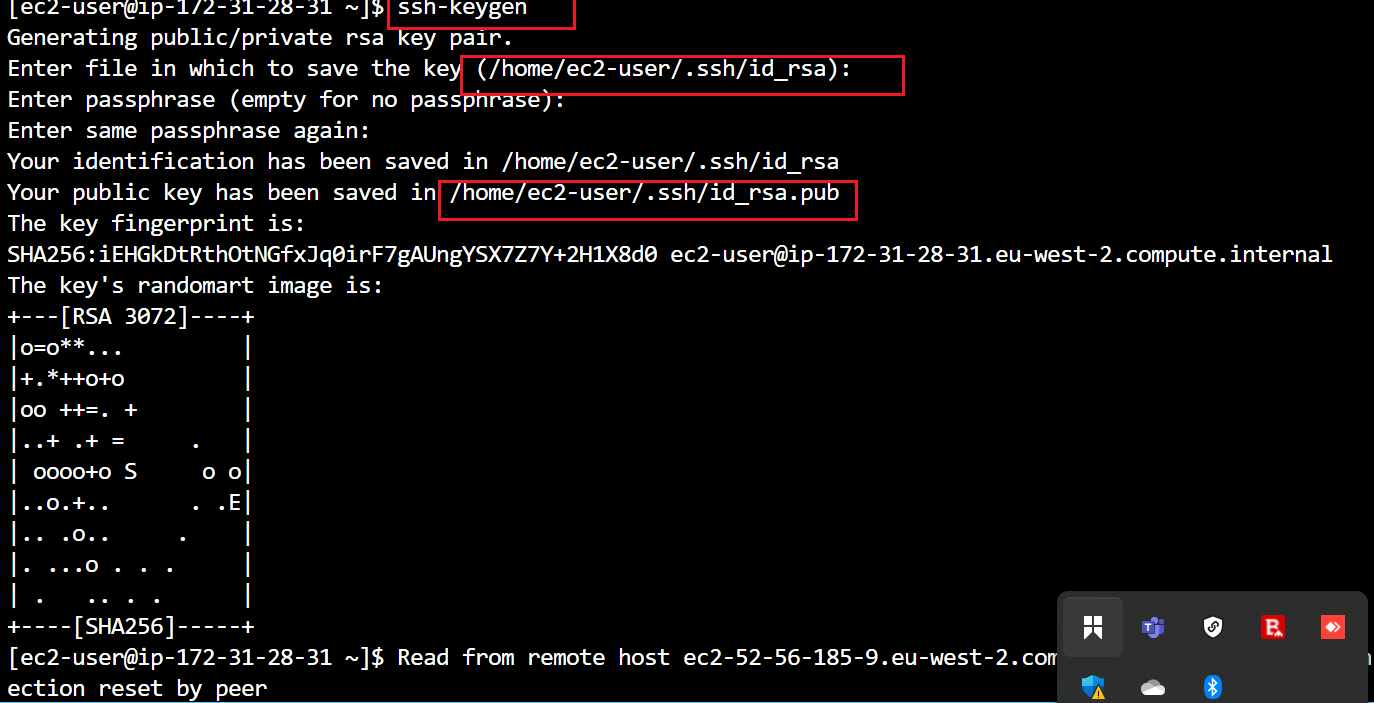 [ec2-user@ip-172-31-28-31 ~]$ ssh-keygen
Generating public/private rsa key pair.
Enter file in which to save the key (/home/ec2-user/.ssh/id_rsa):
Enter passphrase (empty for no passphrase):
Enter same passphrase again:
Your identification has been saved in /home/ec2-user/.ssh/id_rsa
Your public key has been saved in /home/ec2-user/.ssh/id_rsa.pub
The key fingerprint is:
SHA256:iEHGkDtRthOtNGfxJq0irF7gAUngYSX7Z7Y+2H1X8d0 ec2-user@ip-172-31-28-31.eu-west-2.compute.internal
The key's randomart image is:
+---[RSA 3072]----+
|o=o**...         |
|+.*++o+o         |
|oo ++=. +        |
|..+ .+ =     .   |
| oooo+o S     o o|
|..o.+..      . .E|
|.. .o..     .    |
|. ...o . . .     |
| .   .. . .      |
+----[SHA256]-----+
[ec2-user@ip-172-31-28-31 ~]$ Read from remote host ec2-52-56-185-9.eu-west-2.com
ection reset by peer